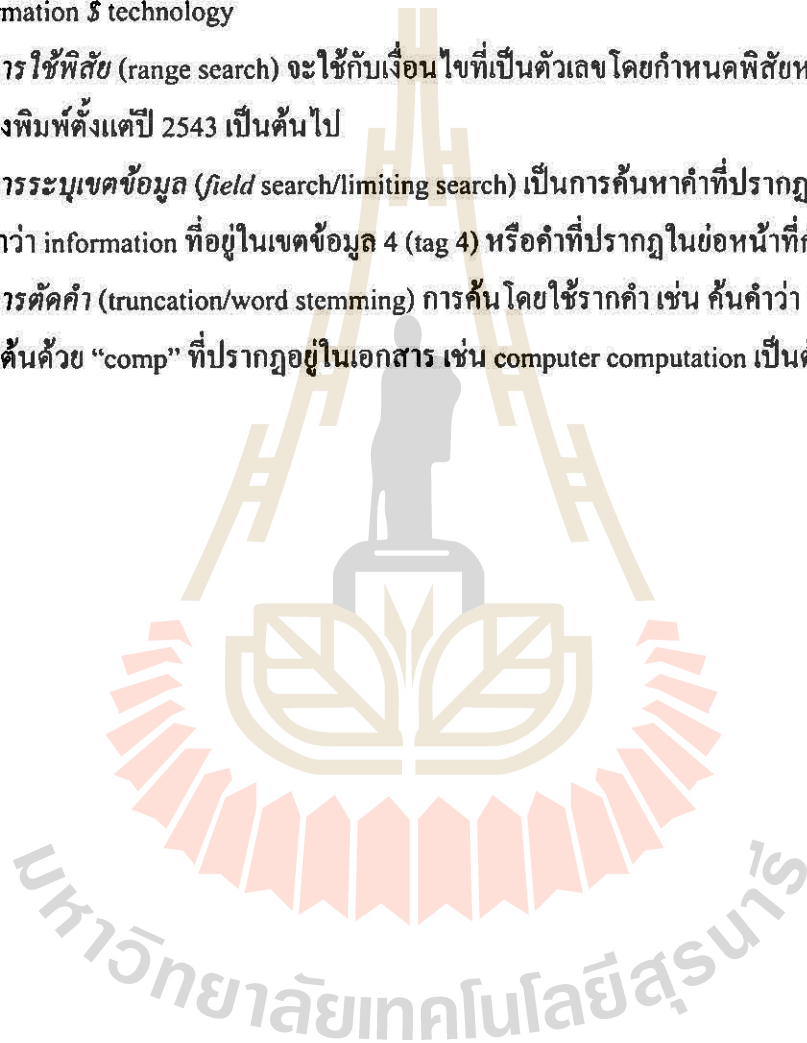 rmation $ technology
ารใช้พิสัย (range search) จะใช้กับเงื่อนไขที่เป็นตัวเลขโดยกำหนดพิสัยห
งพิมพ์ตั้งแต่ปี 2543 เป็นต้นไป
ารระบุเขตข้อมูล (field search/limiting search) เป็นการค้นหาคำที่ปรากฏ
าว่า information ที่อยู่ในเขตข้อมูล 4 (tag 4) หรือคำที่ปรากฏในย่อหน้าที่
ารตัดคำ (truncation/word stemming) การค้นโดยใช้รากคำ เช่น ค้นคำว่า
ต้นด้วย “comp” ที่ปรากฏอยู่ในเอกสาร เช่น computer computation เป็นต้
มหาวิทยาลัยเทคโนโลยีสุรนารี